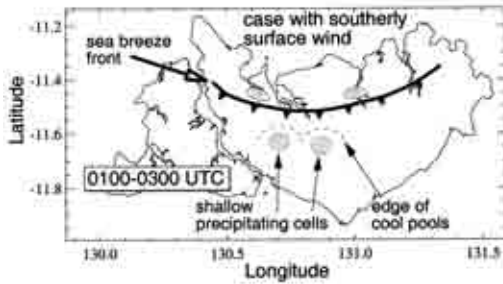 case with southerly
surface wind
sea breeze
front
0100-0300 UTC
shallow
precipitating cells
edge of
cool pools
Latitude
-11.2
-11.4
-11.6
-11.8
130.0
130.5
131.0
131.5
Longitude